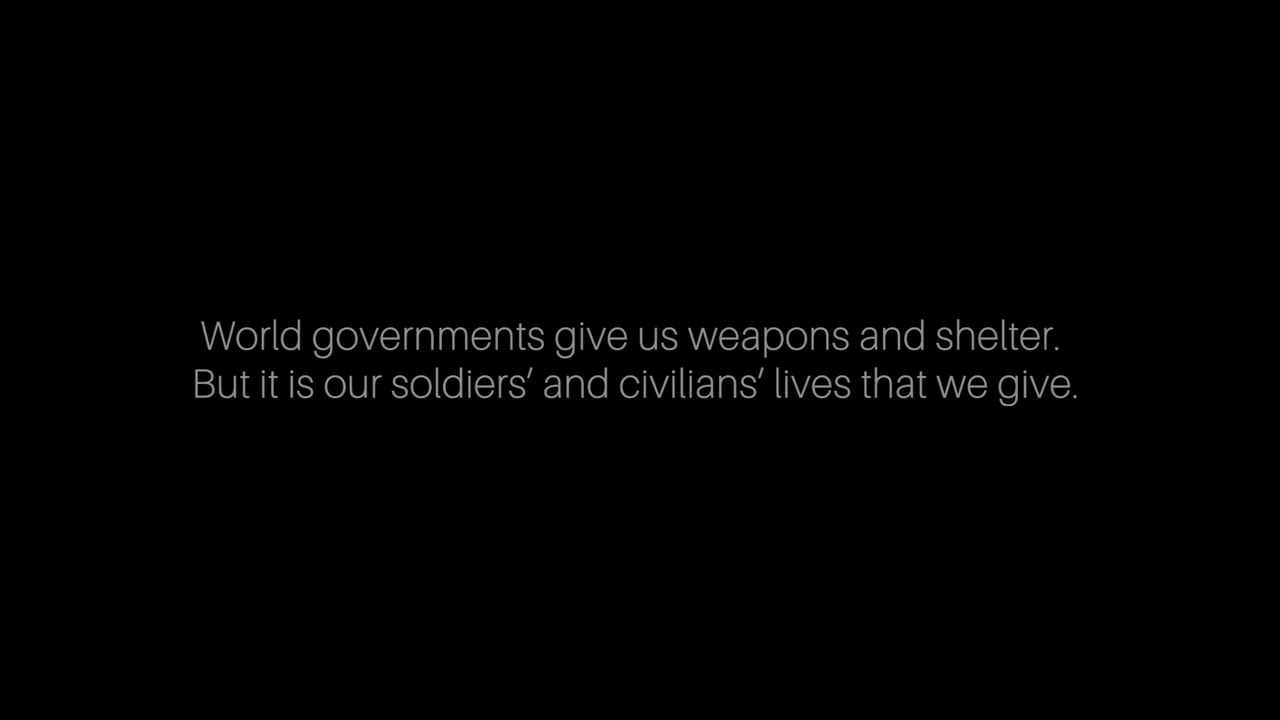 World governments give us weapons and shelter.
But it is our soldiers’ and civilians’ lives that we give.